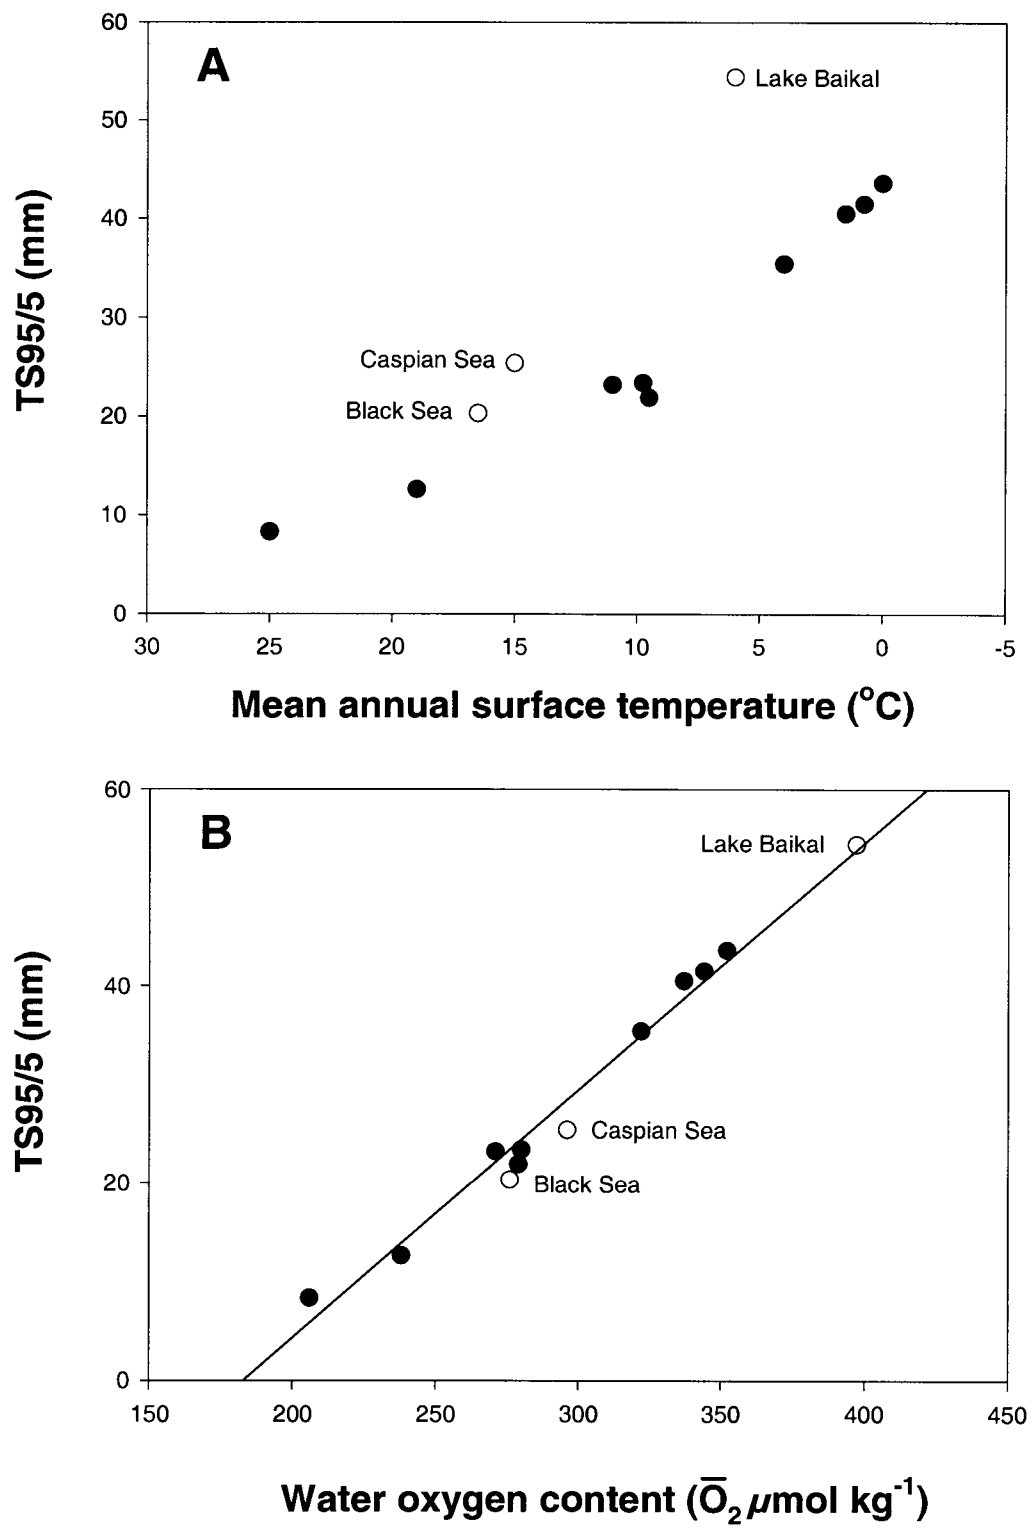 A
60
50
40
30
20
10
0
TS95/5 (mm)
Lake Baikal
Caspian Sea
Black Sea
30 25 20 15 10 5 0 -5
Mean annual surface temperature (°C)
B
60
40
20
0
TS95/5 (mm)
Lake Baikal
Caspian Sea
Black Sea
150 200 250 300 350 400 450
Water oxygen content (O̅₂ µmol kg⁻¹)